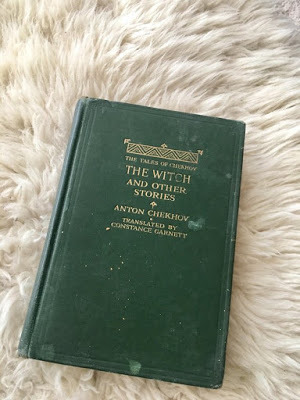 THE TALES OF CHEKHOV
THE WITCH
AND OTHER
STORIES
ANTON CHEKHOV
TRANSLATED BY
CONSTANCE GARNETT